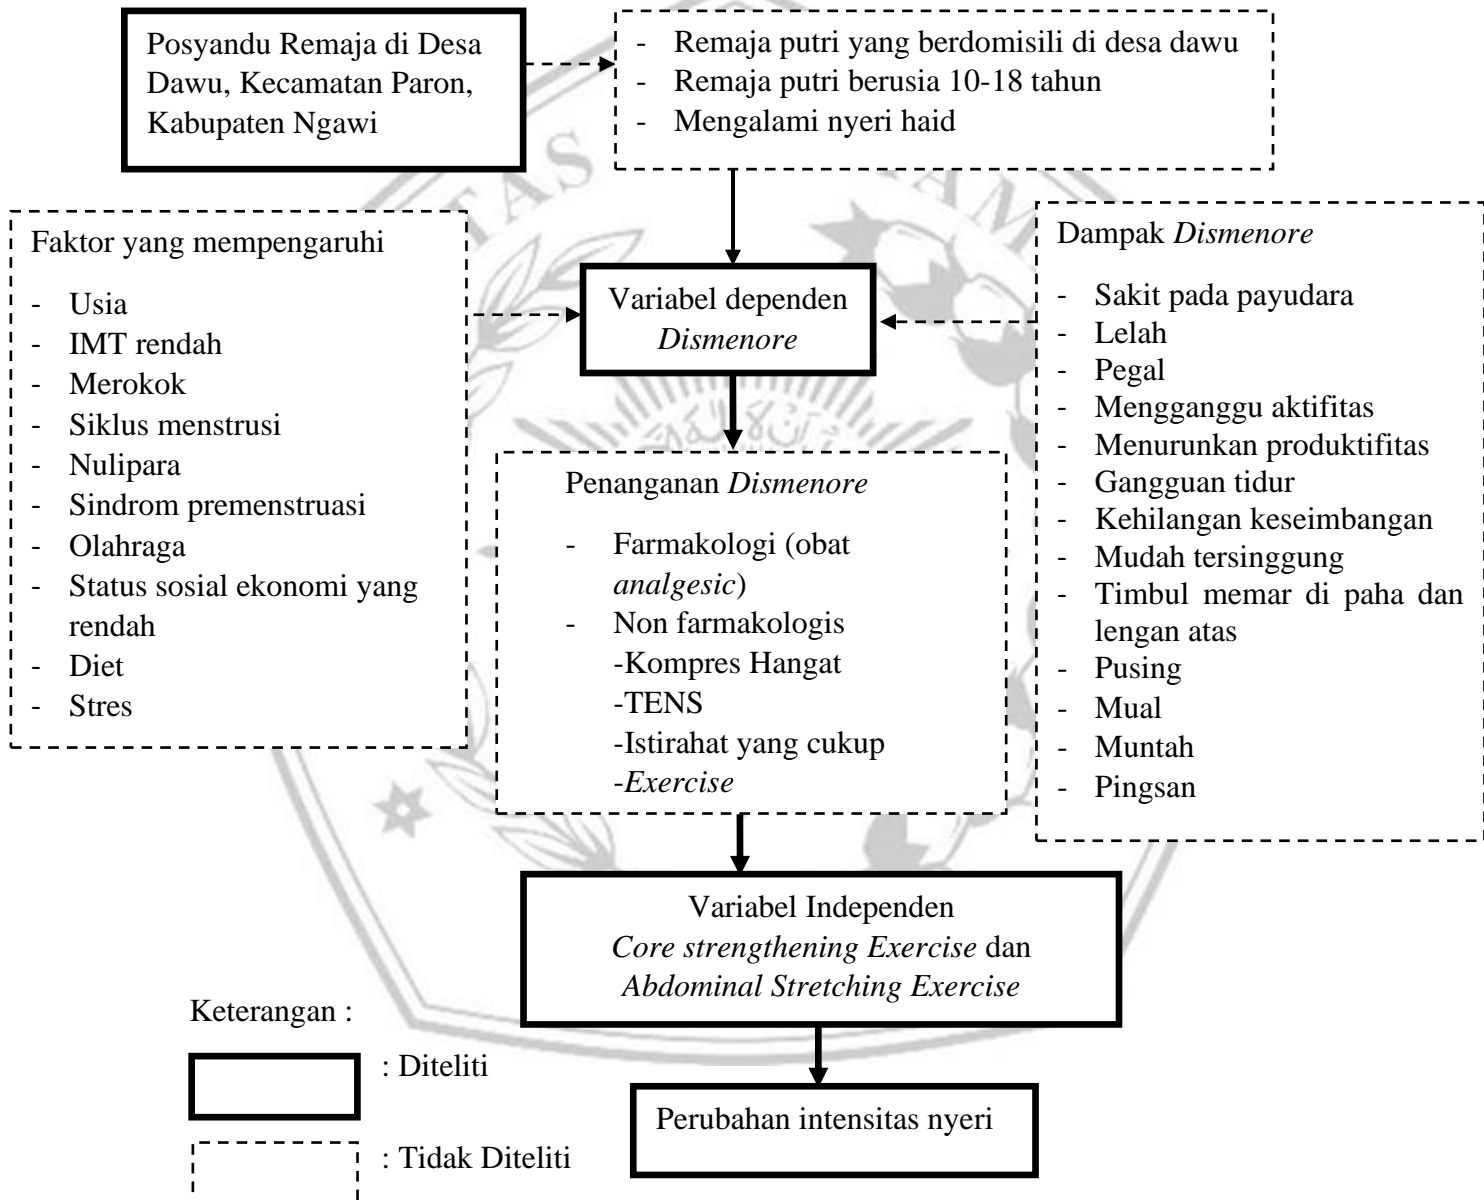 Posyandu Remaja di Desa
Dawu, Kecamatan Paron,
Kabupaten Ngawi
- Remaja putri yang berdomisili di desa dawu
- Remaja putri berusia 10-18 tahun
- Mengalami nyeri haid
Faktor yang mempengaruhi
- Usia
- IMT rendah
- Merokok
- Siklus menstrusi
- Nulipara
- Sindrom premenstruasi
- Olahraga
- Status sosial ekonomi yang
rendah
- Diet
- Stres
Variabel dependen
Dismenore
Dampak Dismenore
- Sakit pada payudara
- Lelah
- Pegal
- Mengganggu aktifitas
- Menurunkan produktifitas
- Gangguan tidur
- Kehilangan keseimbangan
- Mudah tersinggung
- Timbul memar di paha dan
lengan atas
- Pusing
- Mual
- Muntah
- Pingsan
Penanganan Dismenore
- Farmakologi (obat
analgesic)
- Non farmakologis
-Kompres Hangat
-TENS
-Istirahat yang cukup
-Exercise
Variabel Independen
Core strengthening Exercise dan
Abdominal Stretching Exercise
Perubahan intensitas nyeri
Keterangan :
: Diteliti
: Tidak Diteliti